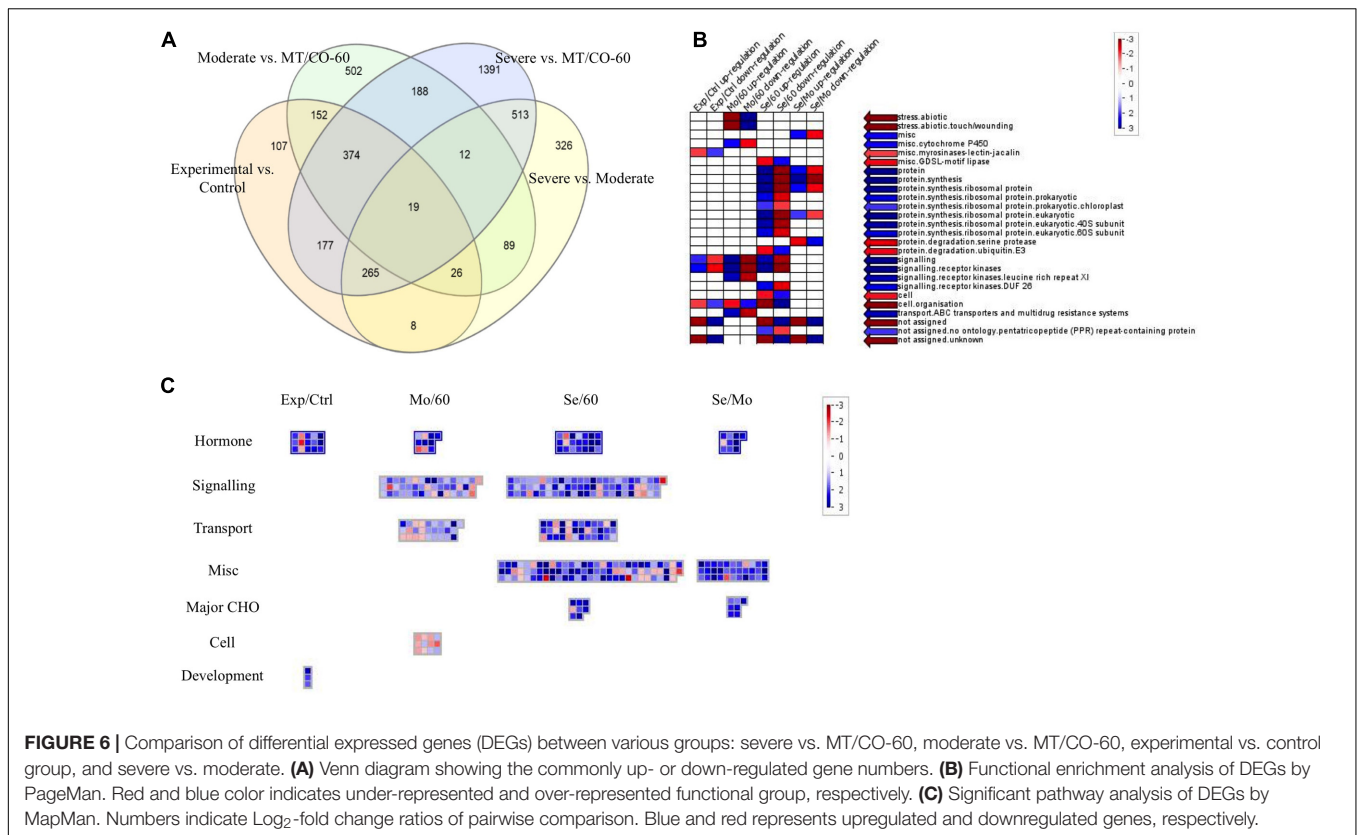 A
Moderate vs. MT/CO-60
Severe vs. MT/CO-60
502
1391
188
152
513
107
326
374
12
Experimental vs.
Control
Severe vs. Moderate
19
177
89
265
26
8
B
Exp/Ctrl up-regulation
Exp/Ctrl down-regulation
Mo/60 up-regulation
Mo/60 down-regulation
Se/60 up-regulation
Se/60 down-regulation
Se/Mo up-regulation
Se/Mo down-regulation
-3
-2
-1
0
1
2
3
stress.abiotic
stress.abiotic.touch/wounding
misc
misc.cytochrome P450
misc.myrosinases-lectin-jacalin
misc.GDSL-motif lipase
protein
protein.synthesis
protein.synthesis.ribosomal protein
protein.synthesis.ribosomal protein.prokaryotic
protein.synthesis.ribosomal protein.prokaryotic.chloroplast
protein.synthesis.ribosomal protein.eukaryotic
protein.synthesis.ribosomal protein.eukaryotic.40S subunit
protein.synthesis.ribosomal protein.eukaryotic.60S subunit
protein.degradation.serine protease
protein.degradation.ubiquitin.E3
signalling
signalling.receptor kinases
signalling.receptor kinases.leucine rich repeat XI
signalling.receptor kinases.DUF 26
cell
cell.organisation
transport.ABC transporters and multidrug resistance systems
not assigned
not assigned.no ontology.pentatricopeptide (PPR) repeat-containing protein
not assigned.unknown
C
Exp/Ctrl
Mo/60
Se/60
Se/Mo
-3
-2
-1
0
1
2
3
Hormone
Signalling
Transport
Misc
Major CHO
Cell
Development
FIGURE 6 | Comparison of differential expressed genes (DEGs) between various groups: severe vs. MT/CO-60, moderate vs. MT/CO-60, experimental vs. control
group, and severe vs. moderate. (A) Venn diagram showing the commonly up- or down-regulated gene numbers. (B) Functional enrichment analysis of DEGs by
PageMan. Red and blue color indicates under-represented and over-represented functional group, respectively. (C) Significant pathway analysis of DEGs by
MapMan. Numbers indicate Log2-fold change ratios of pairwise comparison. Blue and red represents upregulated and downregulated genes, respectively.